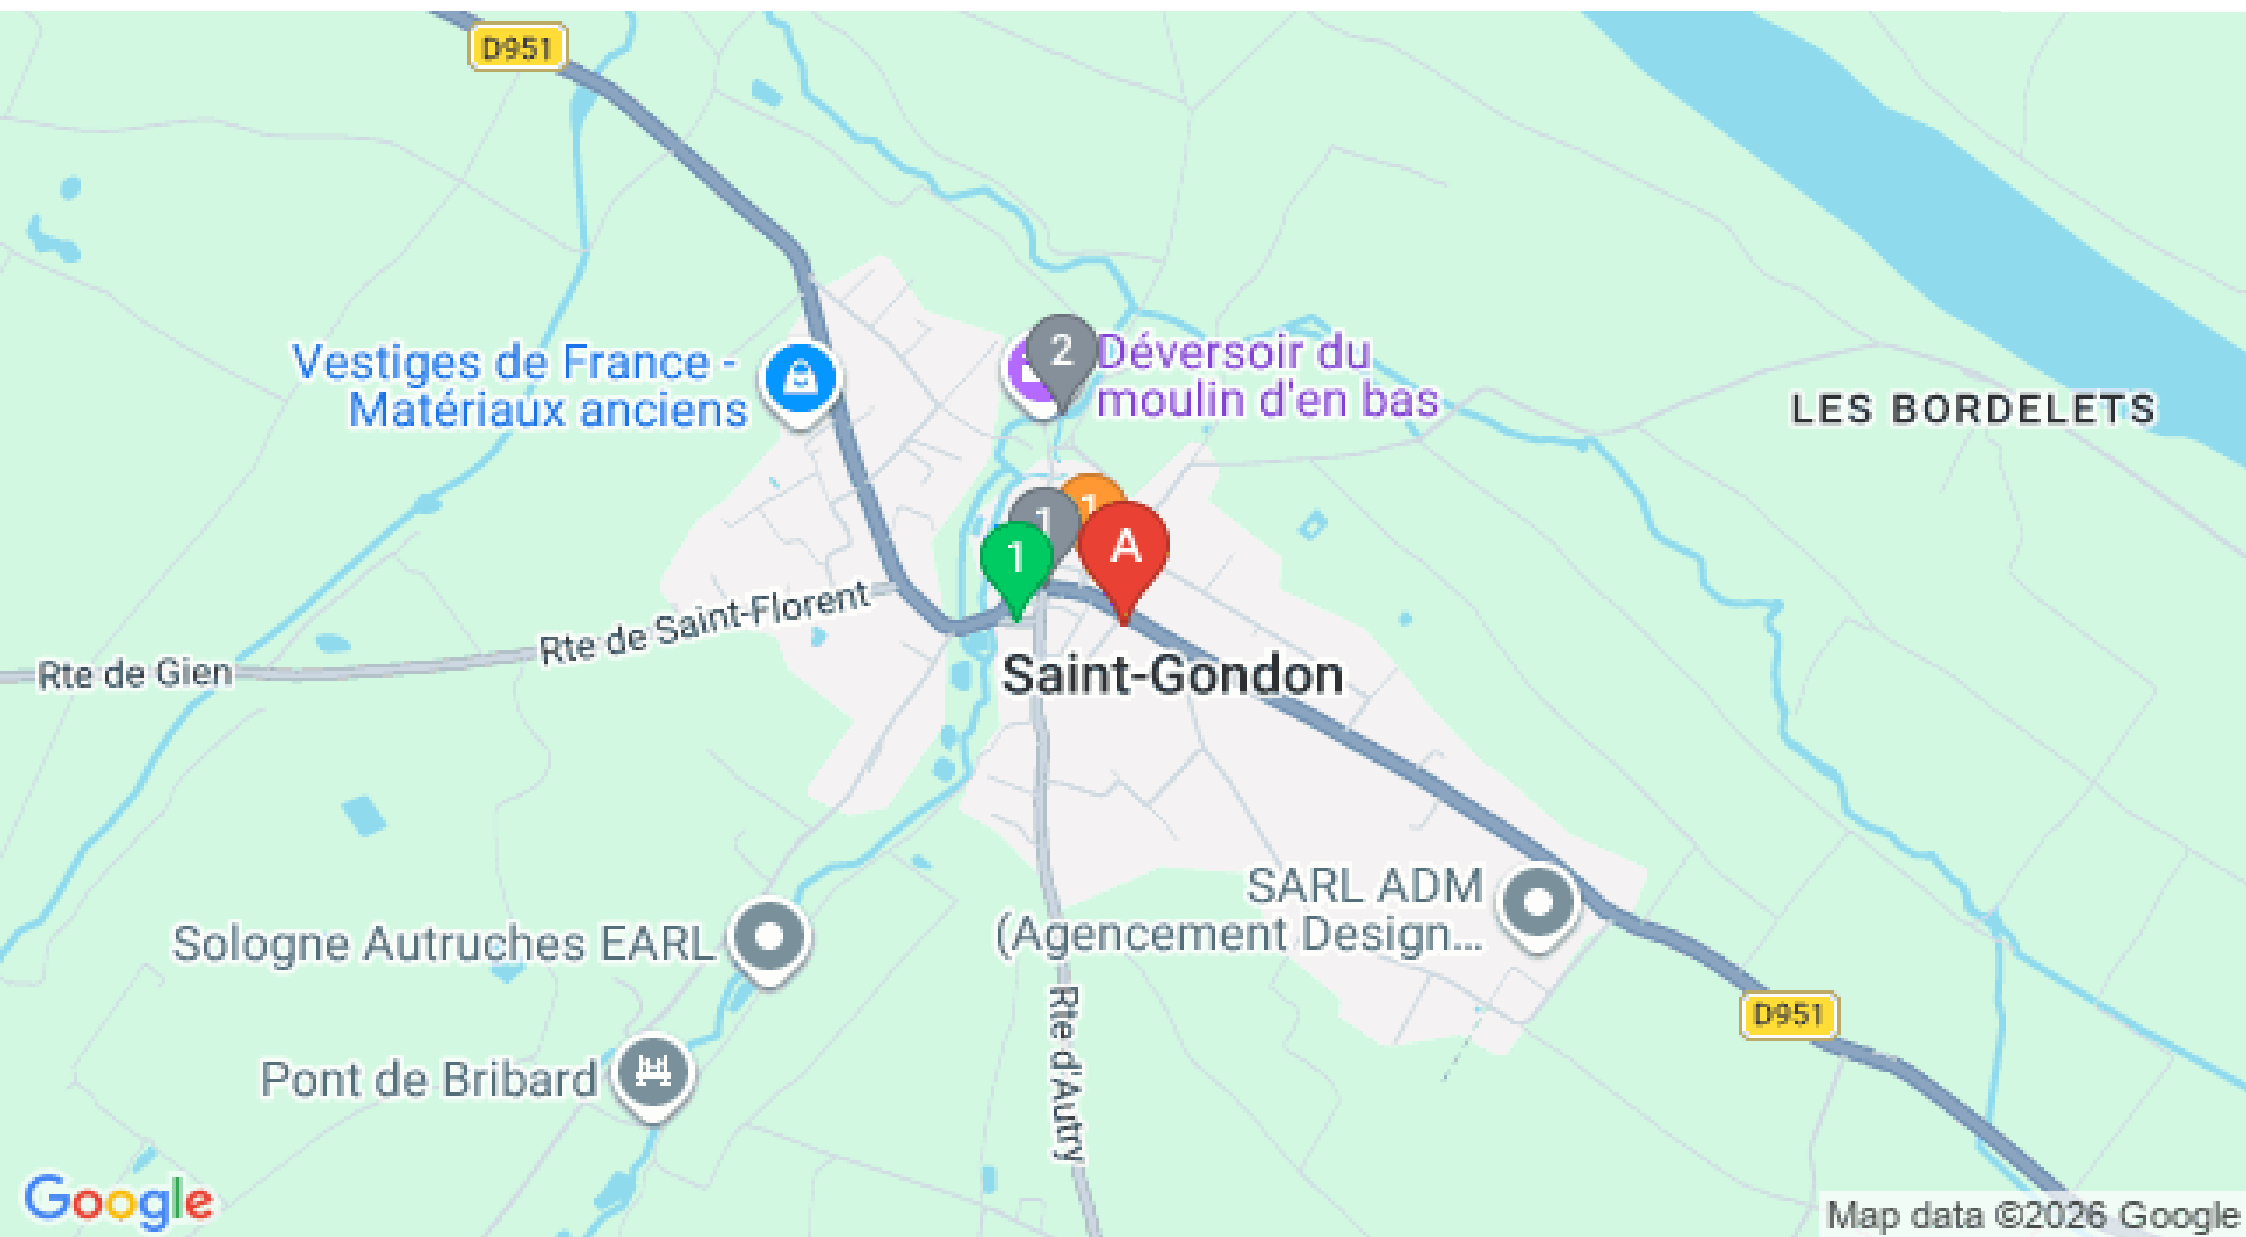 D951
Vestiges de France -
Matériaux anciens
2
Déversoir du
moulin d'en bas
LES BORDELETS
1
1
1
A
Rte de Saint-Florent
Rte de Gien
Saint-Gondon
SARL ADM
(Agencement Design...
Sologne Autruches EARL
D951
Rte d'Autry
Pont de Bribard
Google
Map data ©2026 Google